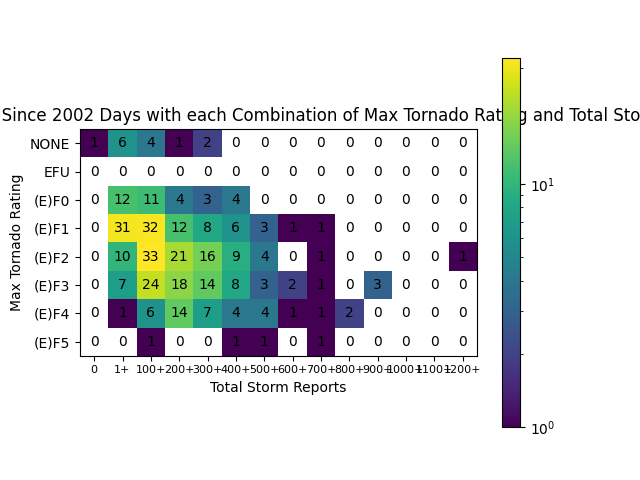 Since 2002 Days with each Combination of Max Tornado Rating and Total Sto
NONE 1 6 4 1 2 0 0 0 0 0 0 0 0 0
EFU 0 0 0 0 0 0 0 0 0 0 0 0 0 0
(E)F0 0 12 11 4 3 4 0 0 0 0 0 0 0 0
(E)F1 0 31 32 12 8 6 3 1 1 0 0 0 0 0
(E)F2 0 10 33 21 16 9 4 0 1 0 0 0 0 1
(E)F3 0 7 24 18 14 8 3 2 1 0 3 0 0 0
(E)F4 0 1 6 14 7 4 4 1 1 2 0 0 0 0
(E)F5 0 0 1 0 0 1 1 0 1 0 0 0 0 0
0 1+ 100+ 200+ 300+ 400+ 500+ 600+ 700+ 800+ 900+ 1000+ 1100+ 1200+
Total Storm Reports
Max Tornado Rating
10¹
10⁰